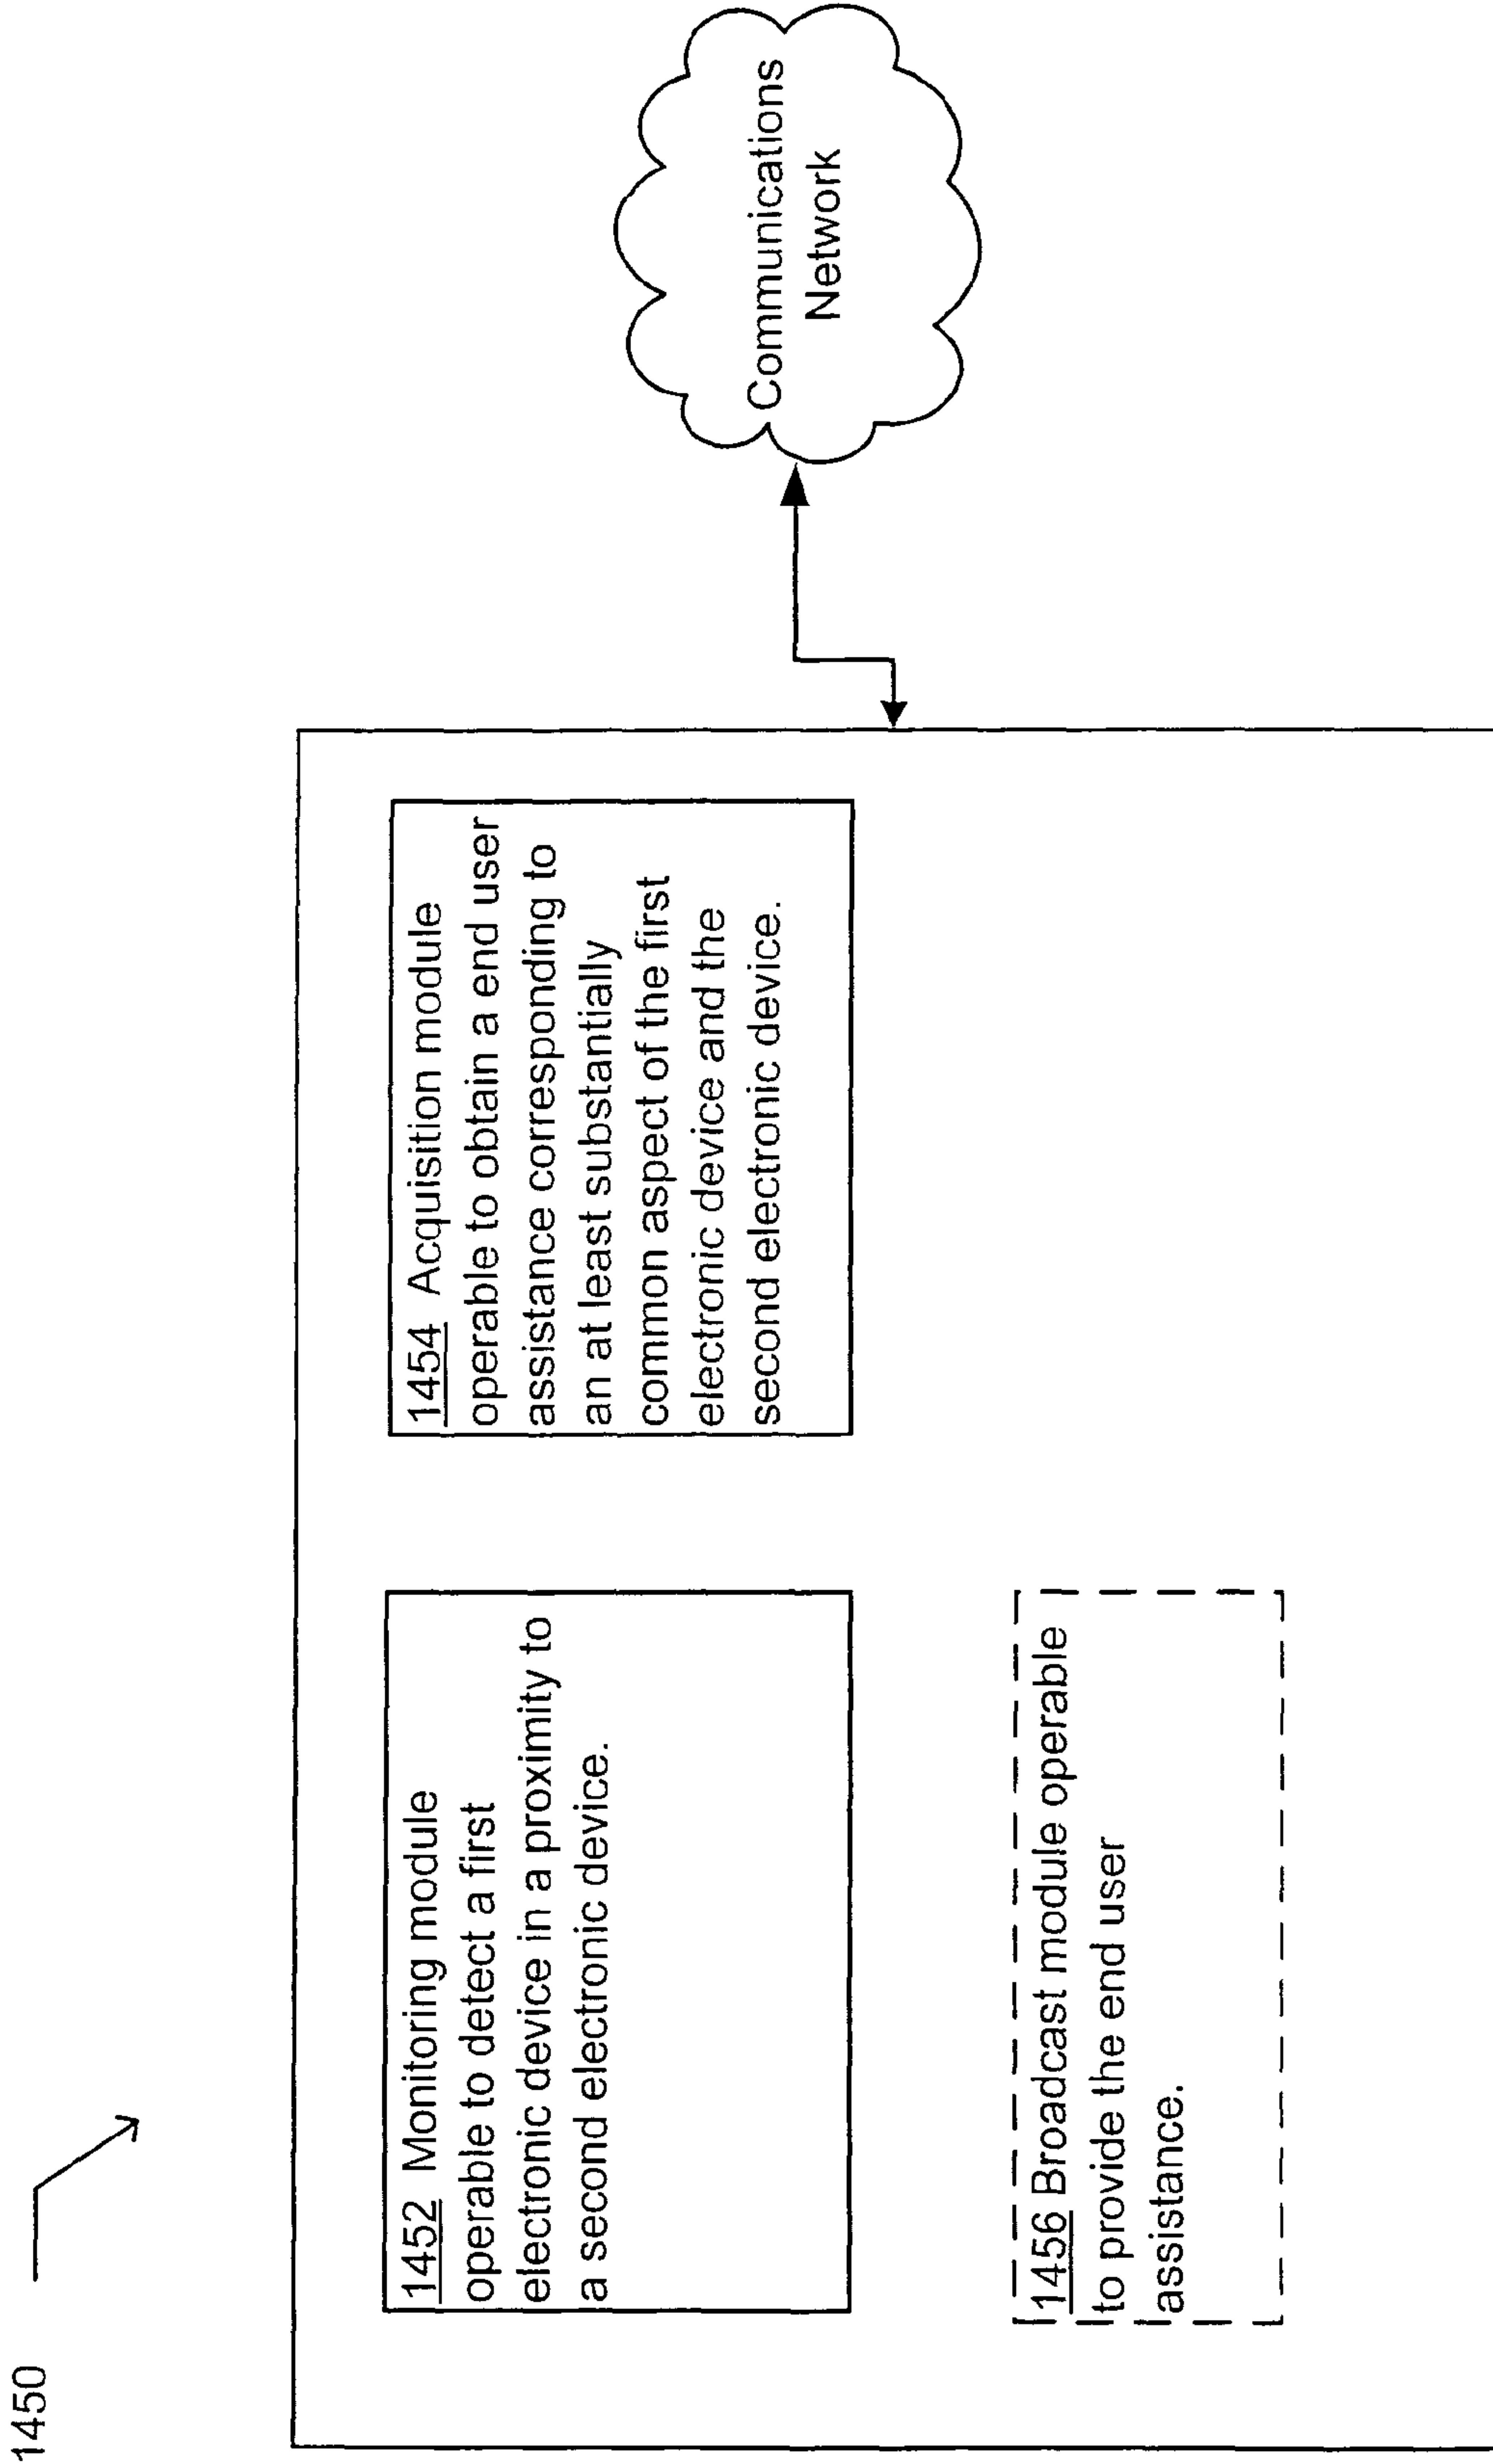 1450
1452 Monitoring module
operable to detect a first
electronic device in a proximity to
a second electronic device.
1454 Acquisition module
operable to obtain a end user
assistance corresponding to
an at least substantially
common aspect of the first
electronic device and the
second electronic device.
1456 Broadcast module operable
to provide the end user
assistance.
Communications
Network